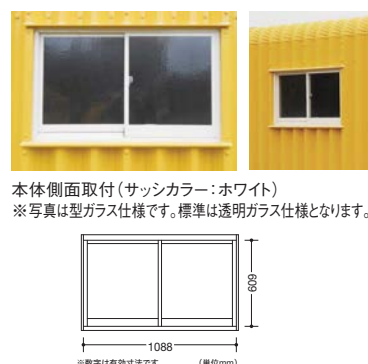 本体側面取付(サッシカラー:ホワイト)
※写真は型ガラス仕様です。標準は透明ガラス仕様となります。
609
1088
※数字は有効寸法です。 (単位mm)